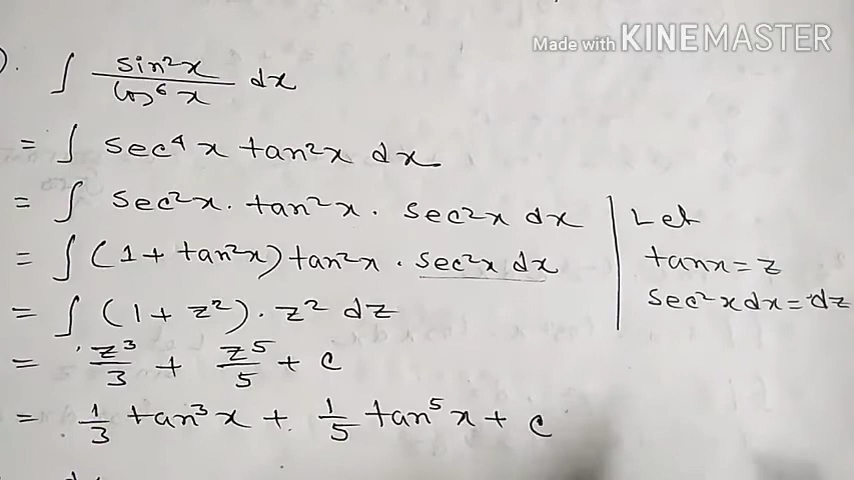 Made with KINEMASTER
). ∫ sin²x / cos⁶x dx
= ∫ sec⁴x tan²x dx
= ∫ sec²x · tan²x · sec²x dx
= ∫ (1 + tan²x) tan²x · sec²x dx
= ∫ (1 + z²) · z² dz
= z³/3 + z⁵/5 + c
= 1/3 tan³x + 1/5 tan⁵x + c
Let
tanx = z
sec²x dx = dz